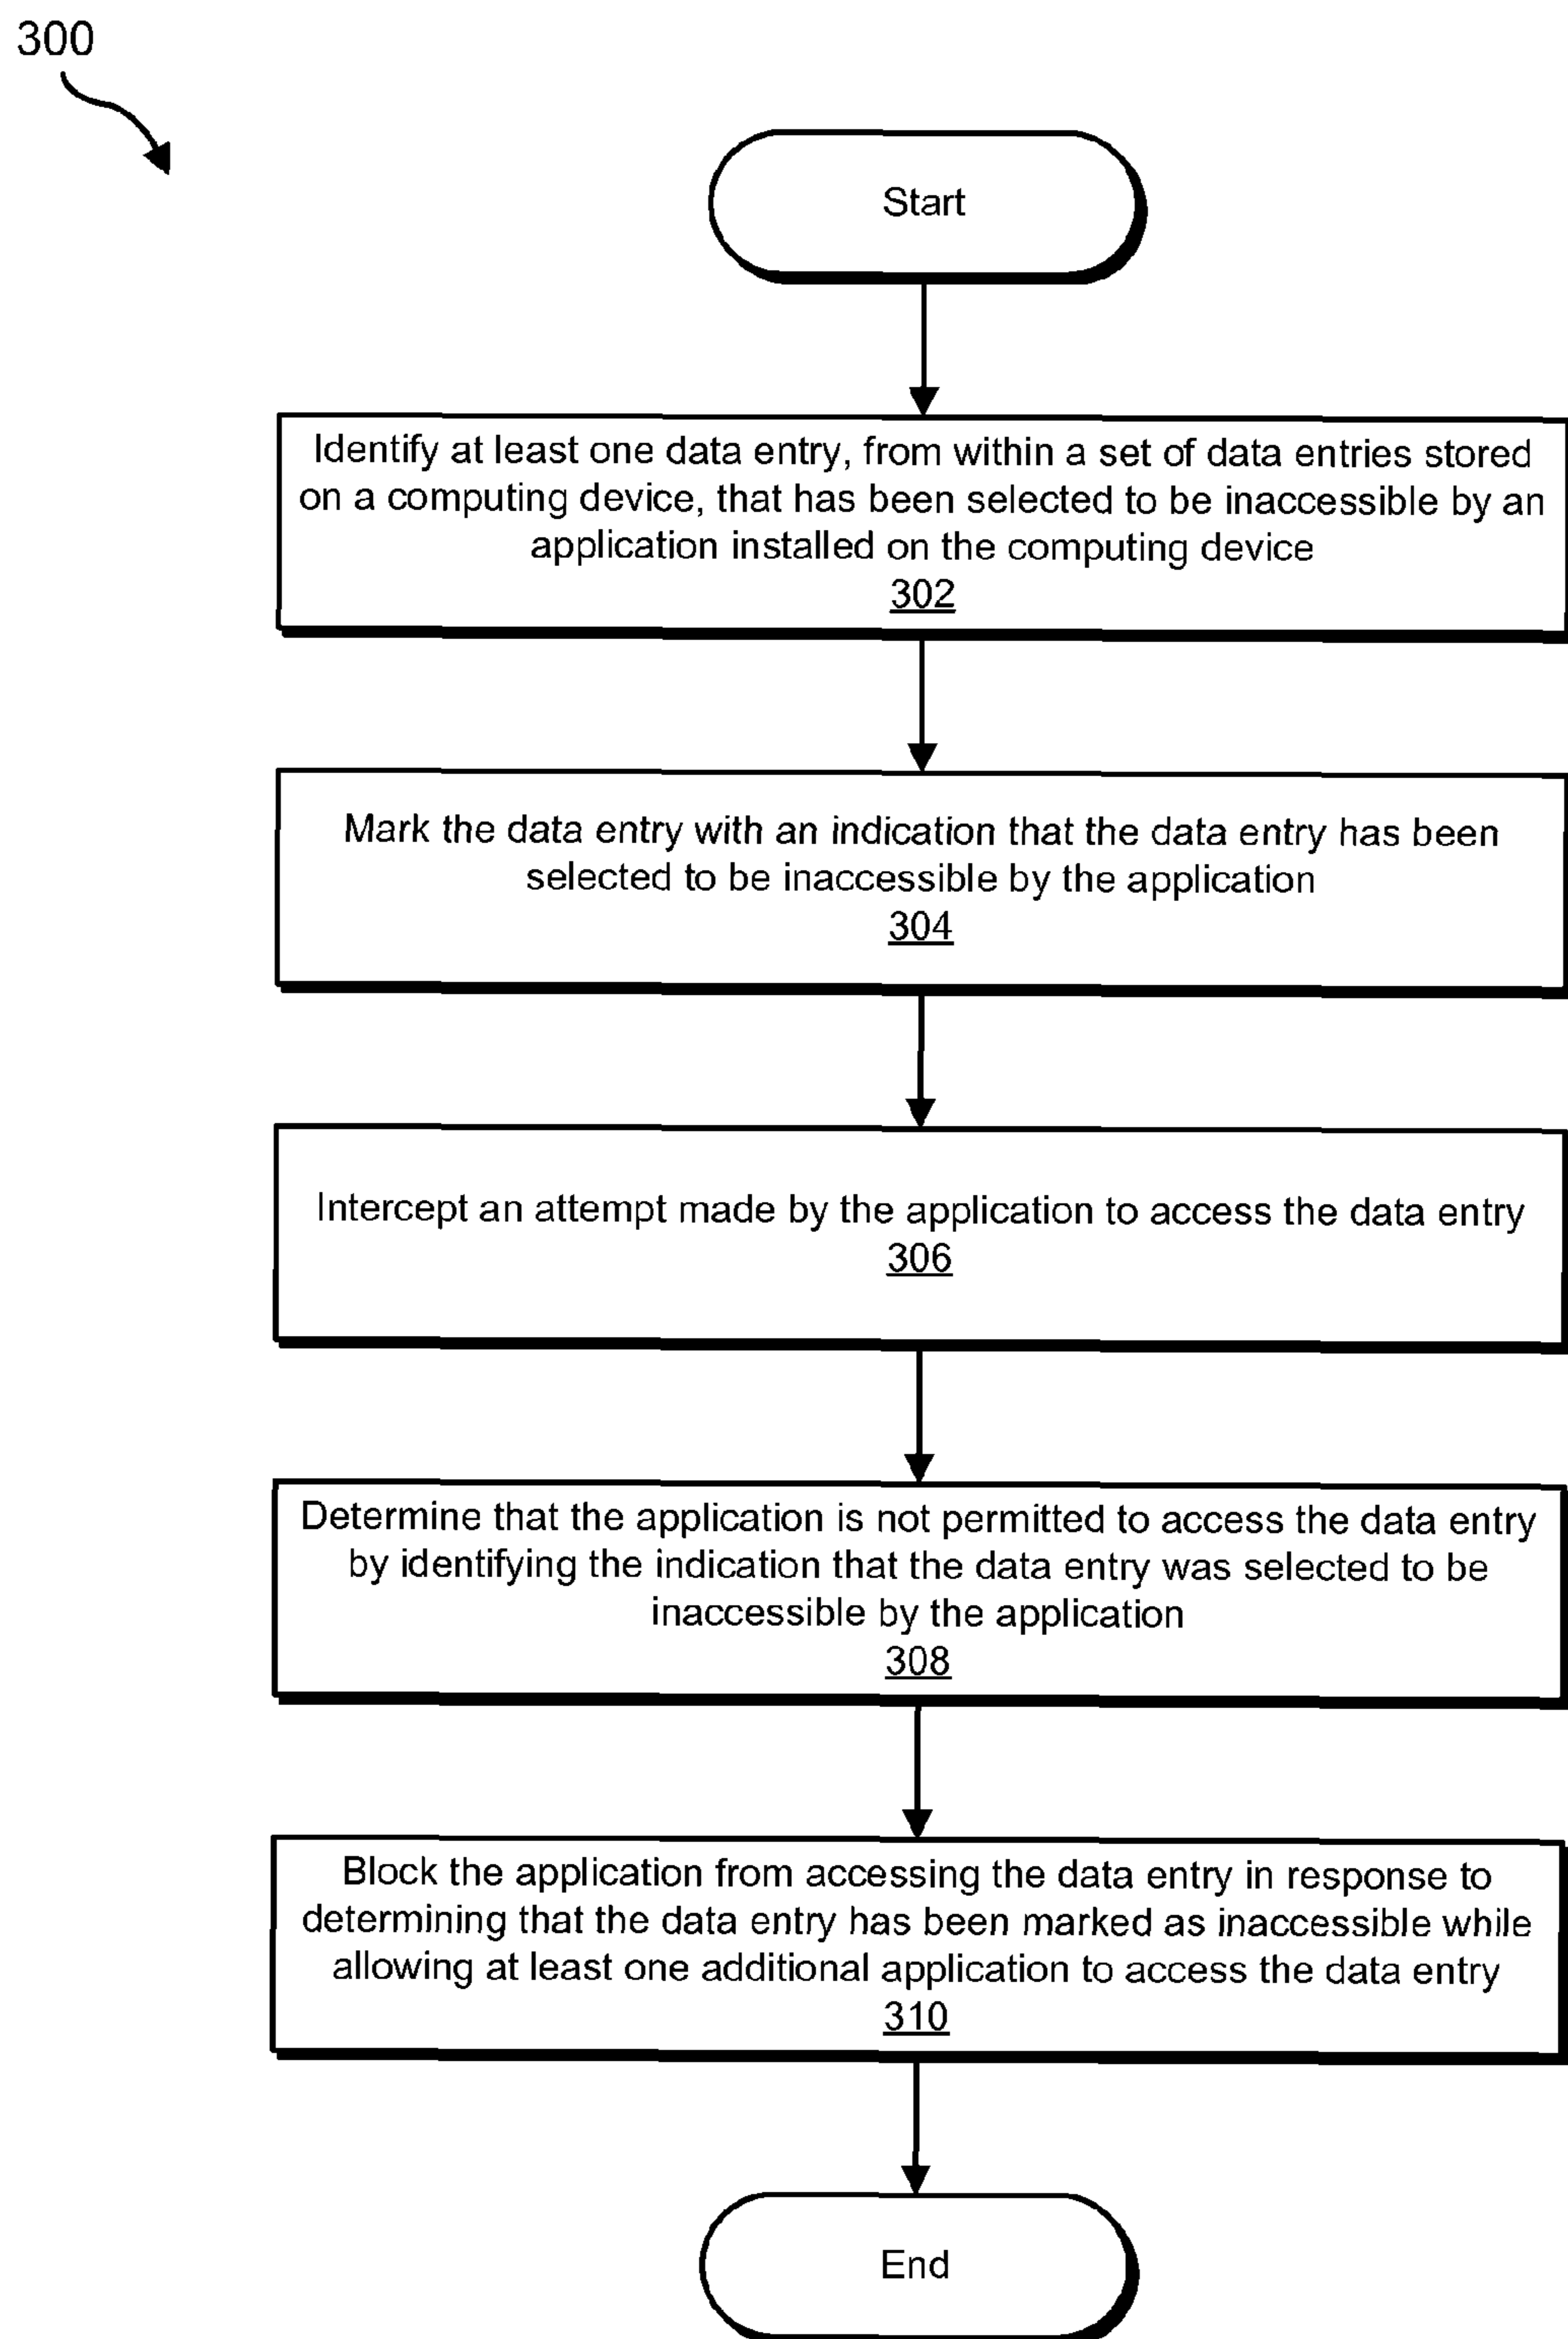 300
Start
Identify at least one data entry, from within a set of data entries stored
on a computing device, that has been selected to be inaccessible by an
application installed on the computing device
302
Mark the data entry with an indication that the data entry has been
selected to be inaccessible by the application
304
Intercept an attempt made by the application to access the data entry
306
Determine that the application is not permitted to access the data entry
by identifying the indication that the data entry was selected to be
inaccessible by the application
308
Block the application from accessing the data entry in response to
determining that the data entry has been marked as inaccessible while
allowing at least one additional application to access the data entry
310
End